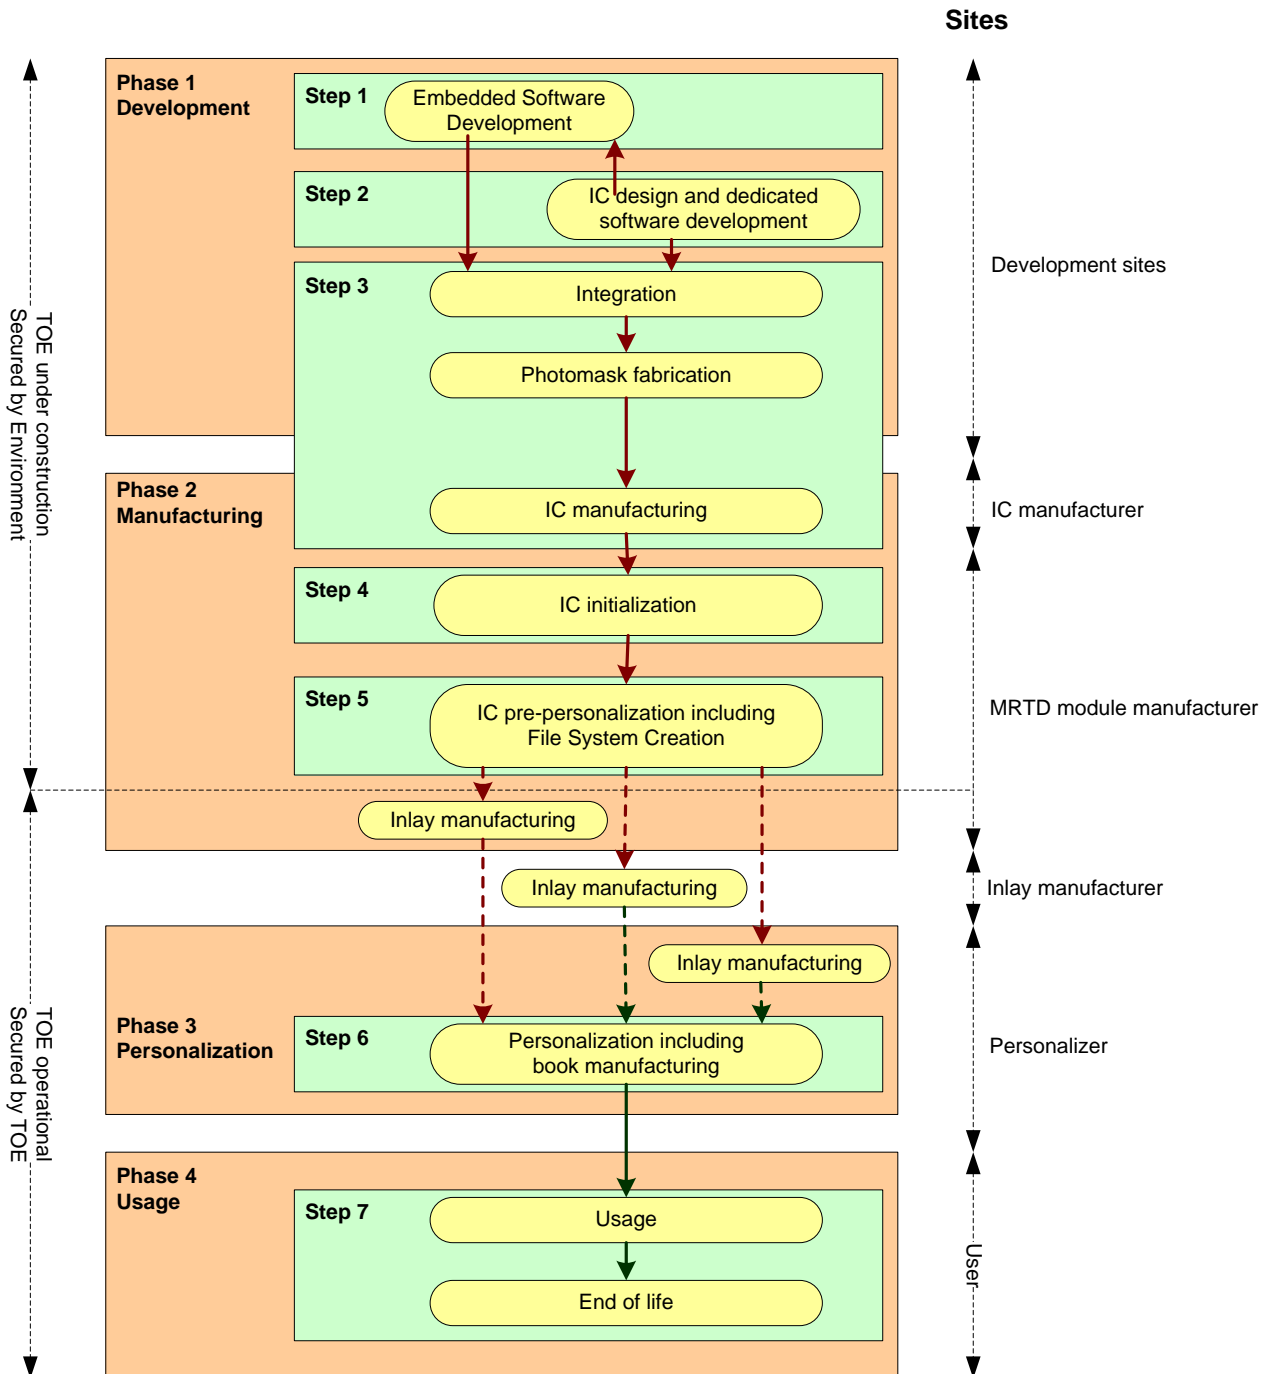 Sites
Phase 1
Development
Step 1
Embedded Software
Development
Step 2
IC design and dedicated
software development
Step 3
Integration
Photomask fabrication
Development sites
TOE under construction
Secured by Environment
Phase 2
Manufacturing
IC manufacturing
IC manufacturer
Step 4
IC initialization
Step 5
IC pre-personalization including
File System Creation
MRTD module manufacturer
Inlay manufacturing
Inlay manufacturing
Inlay manufacturer
Inlay manufacturing
Phase 3
Personalization
Step 6
Personalization including
book manufacturing
Personalizer
TOE operational
Secured by TOE
Phase 4
Usage
Step 7
Usage
End of life
User